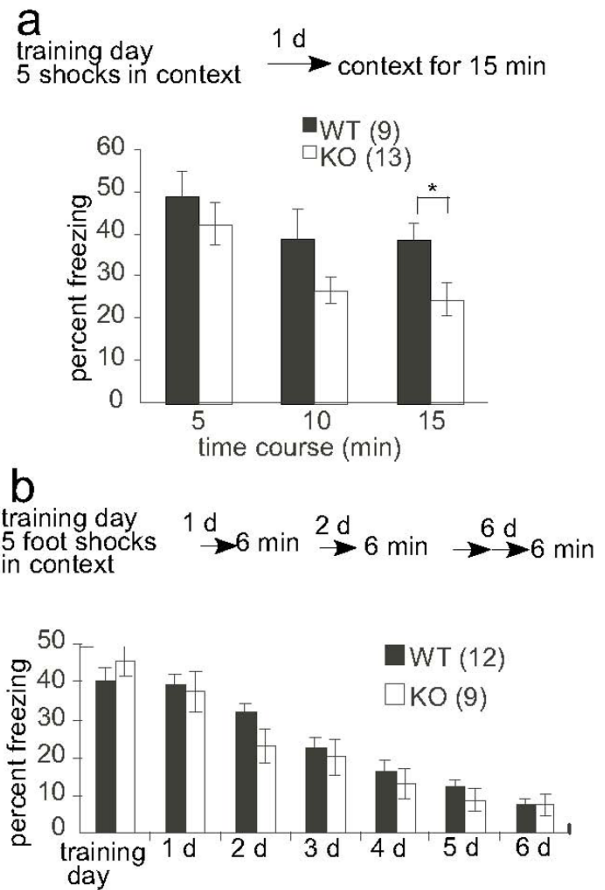 a
training day
5 shocks in context
1 d
context for 15 min
WT (9)
KO (13)
60
50
40
30
20
10
0
percent freezing
*
5 10 15
time course (min)
b
training day
5 foot shocks
in context
1 d
6 min
2 d
6 min
6 d
6 min
WT (12)
KO (9)
50
40
30
20
10
0
percent freezing
training
day
1 d 2 d 3 d 4 d 5 d 6 d